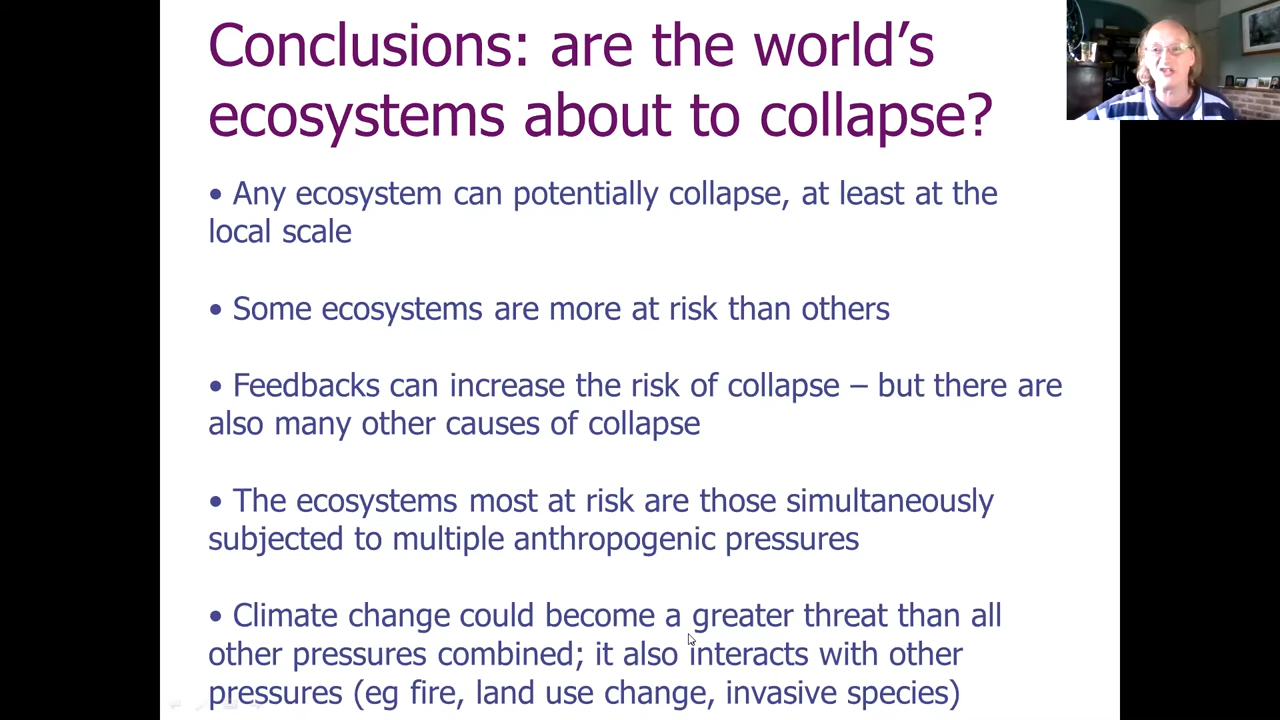 Conclusions: are the world’s
ecosystems about to collapse?
• Any ecosystem can potentially collapse, at least at the
local scale
• Some ecosystems are more at risk than others
• Feedbacks can increase the risk of collapse – but there are
also many other causes of collapse
• The ecosystems most at risk are those simultaneously
subjected to multiple anthropogenic pressures
• Climate change could become a greater threat than all
other pressures combined; it also interacts with other
pressures (eg fire, land use change, invasive species)